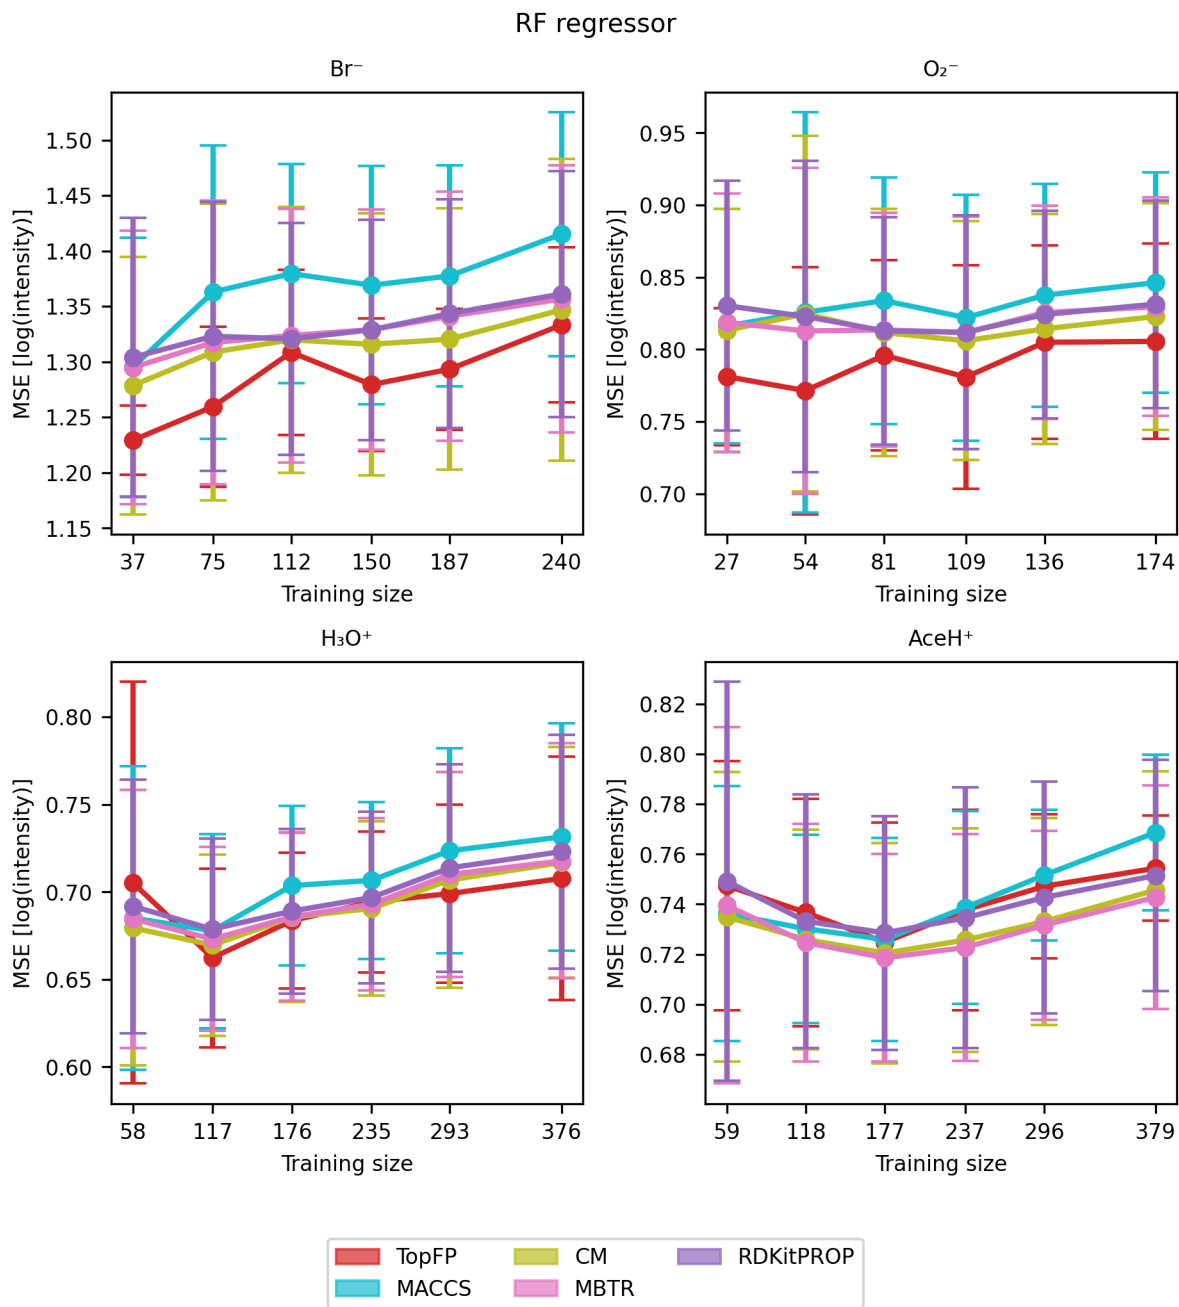 RF regressor
Br⁻
MSE [log(intensity)]
1.50
1.45
1.40
1.35
1.30
1.25
1.20
1.15
37 75 112 150 187 240
Training size
O₂⁻
MSE [log(intensity)]
0.95
0.90
0.85
0.80
0.75
0.70
27 54 81 109 136 174
Training size
H₃O⁺
MSE [log(intensity)]
0.80
0.75
0.70
0.65
0.60
58 117 176 235 293 376
Training size
AceH⁺
MSE [log(intensity)]
0.82
0.80
0.78
0.76
0.74
0.72
0.70
0.68
59 118 177 237 296 379
Training size
TopFP CM RDKitPROP
MACCS MBTR